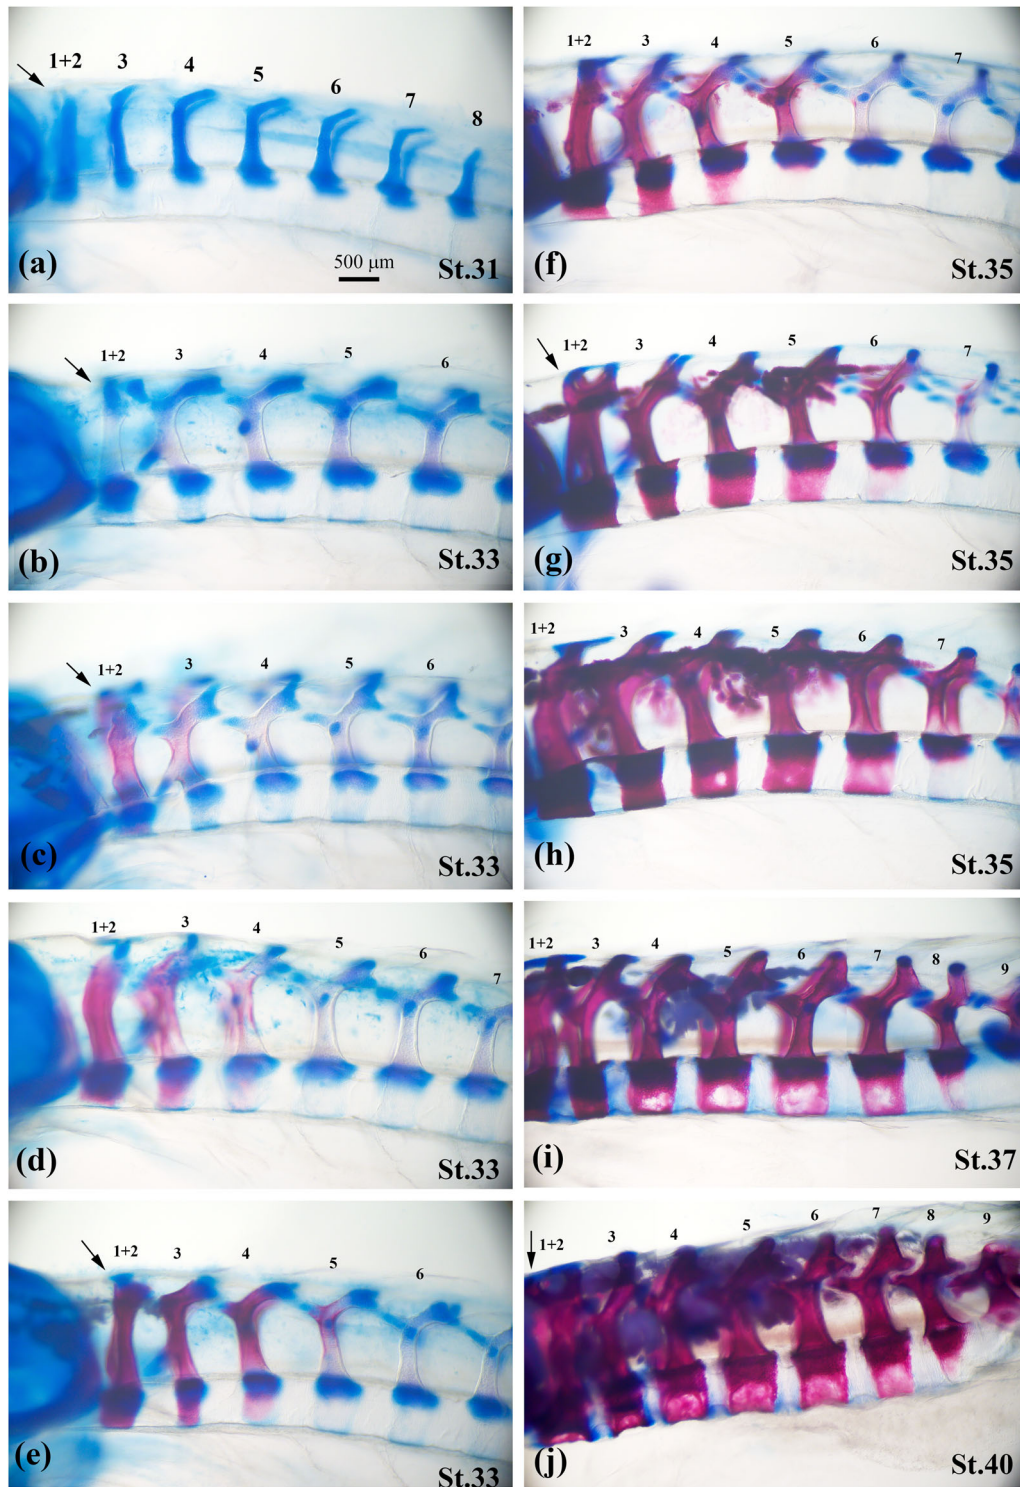 1+2 3 4 5 6 7 8
(a)
500 μm
St.31
1+2 3 4 5 6
(b)
St.33
1+2 3 4 5 6
(c)
St.33
1+2 3 4 5 6 7
(d)
St.33
1+2 3 4 5 6
(e)
St.33
1+2 3 4 5 6 7
(f)
St.35
1+2 3 4 5 6 7
(g)
St.35
1+2 3 4 5 6 7
(h)
St.35
1+2 3 4 5 6 7 8 9
(i)
St.37
1+2 3 4 5 6 7 8 9
(j)
St.40